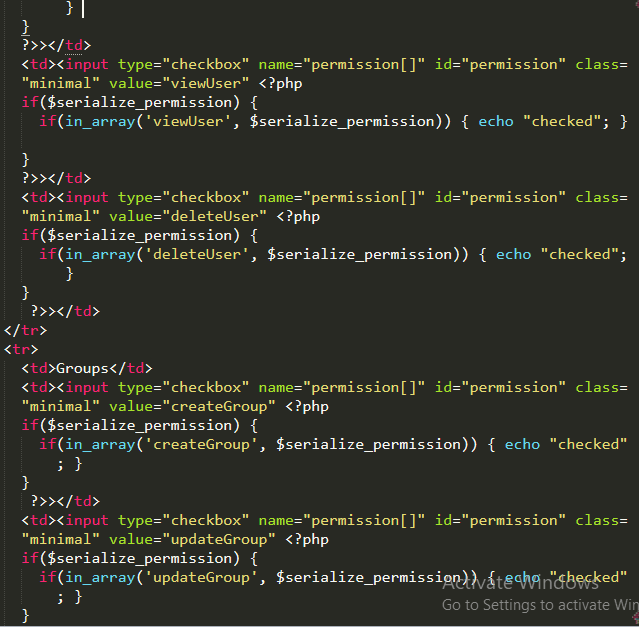 }
}
?>></td>
<td><input type="checkbox" name="permission[]" id="permission" class=
"minimal" value="viewUser" <?php
if($serialize_permission) {
if(in_array('viewUser', $serialize_permission)) { echo "checked"; }
}
?>></td>
<td><input type="checkbox" name="permission[]" id="permission" class=
"minimal" value="deleteUser" <?php
if($serialize_permission) {
if(in_array('deleteUser', $serialize_permission)) { echo "checked";
}
}
?>></td>
</tr>
<tr>
<td>Groups</td>
<td><input type="checkbox" name="permission[]" id="permission" class=
"minimal" value="createGroup" <?php
if($serialize_permission) {
if(in_array('createGroup', $serialize_permission)) { echo "checked"
; }
}
?>></td>
<td><input type="checkbox" name="permission[]" id="permission" class=
"minimal" value="updateGroup" <?php
if($serialize_permission) {
if(in_array('updateGroup', $serialize_permission)) { echo "checked"
; }
}
Activate Windows
Go to Settings to activate Win